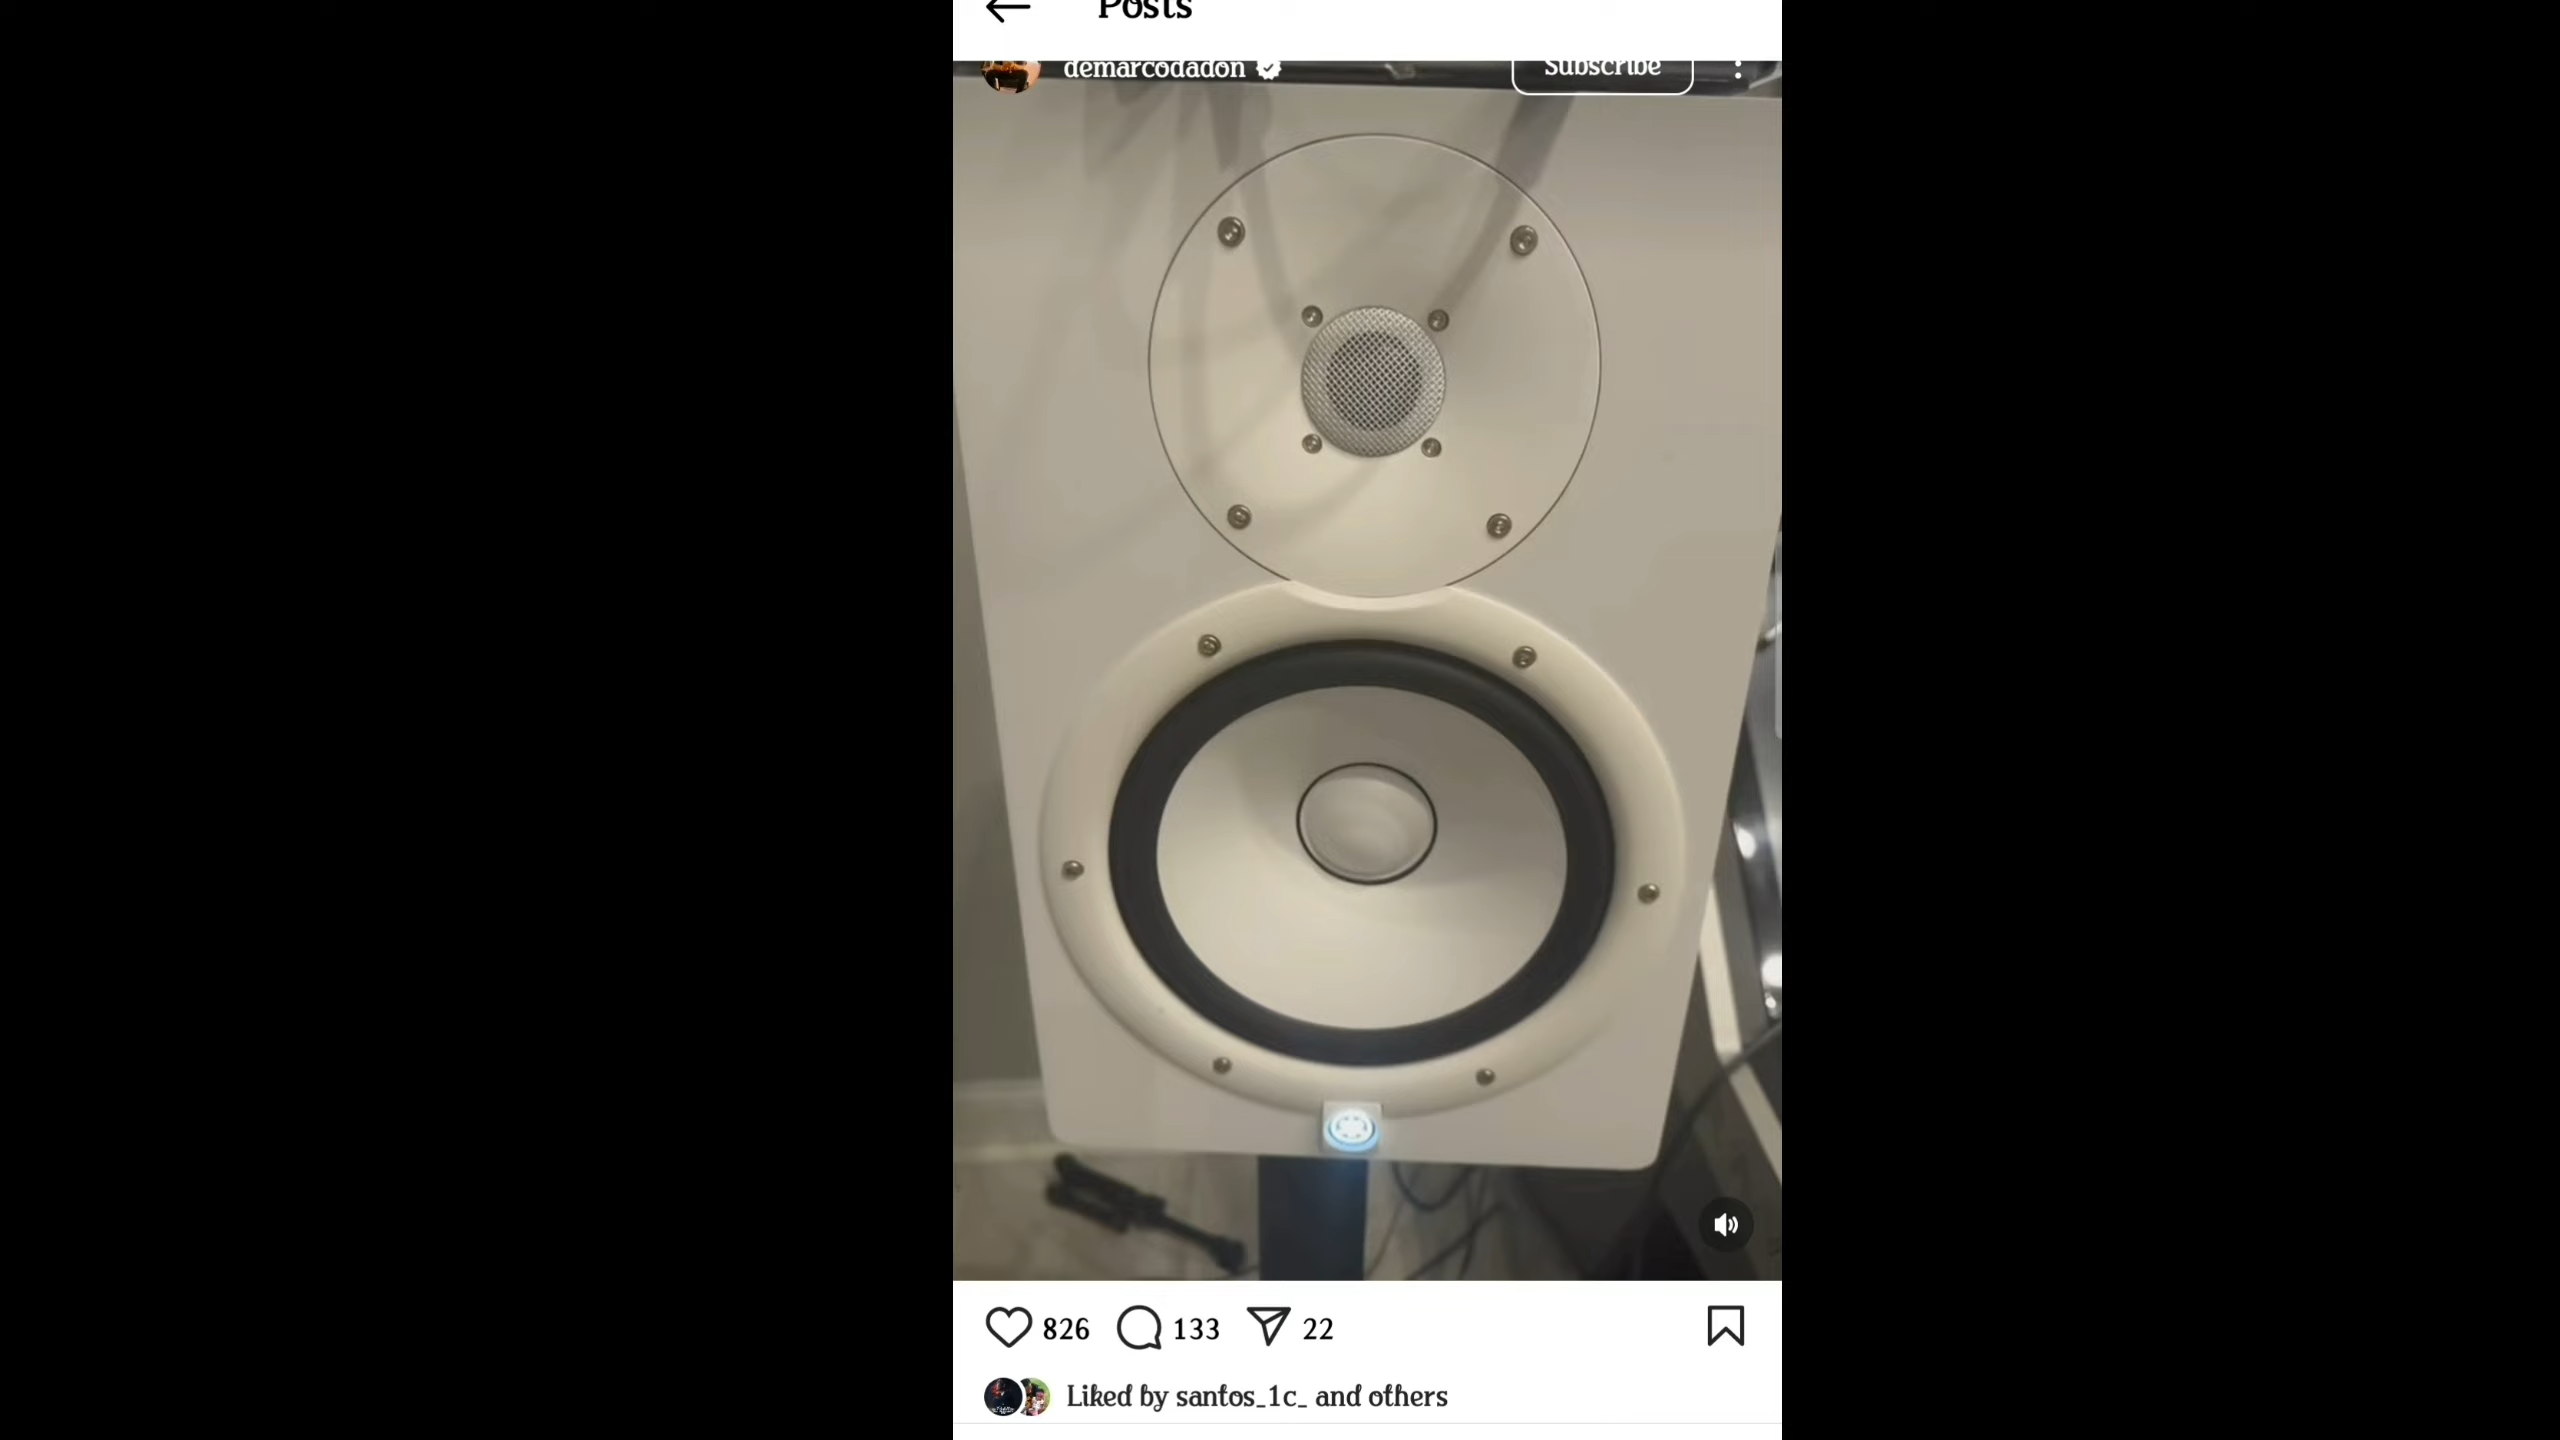 Posts
demarcodadon
Subscribe
826 133 22
Liked by santos_1c_ and others